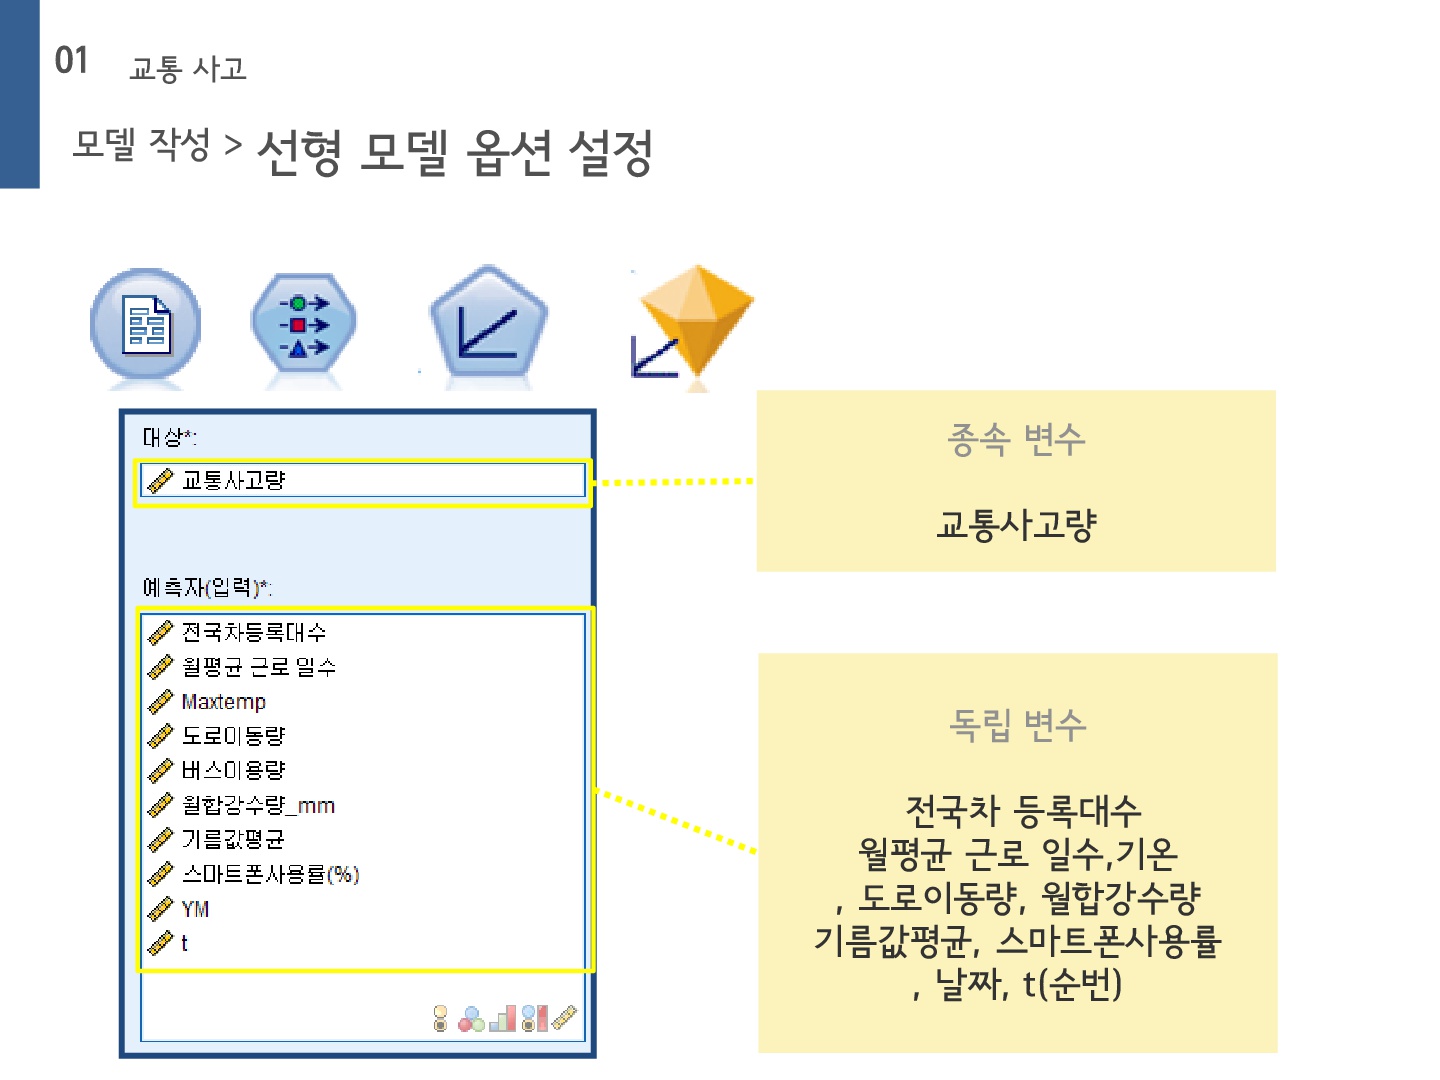 01 교통 사고
모델 작성 > 선형 모델 옵션 설정
대상*:
교통사고량
예측자(입력)*:
전국차등록대수
월평균 근로 일수
Maxtemp
도로이동량
버스이용량
월합강수량_mm
기름값평균
스마트폰사용률(%)
YM
t
종속 변수
교통사고량
독립 변수
전국차 등록대수
월평균 근로 일수,기온
, 도로이동량, 월합강수량
기름값평균, 스마트폰사용률
, 날짜, t(순번)